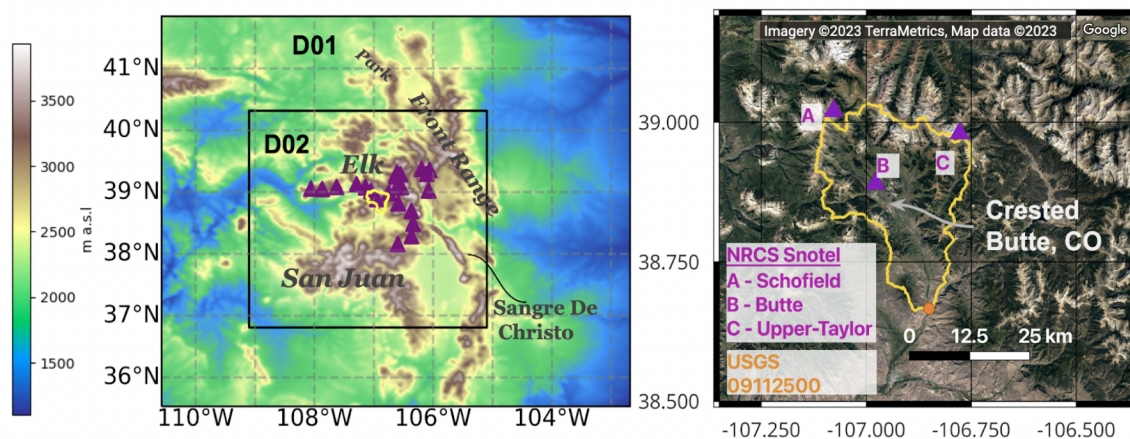 3500
3000
2500
2000
1500
m a.s.l
41°N
40°N
39°N
38°N
37°N
36°N
110°W
108°W
106°W
104°W
D01
Park
Front Range
D02
Elk
San Juan
Sangre De
Christo
Imagery ©2023 TerraMetrics, Map data ©2023
Google
39.000
38.750
38.500
A
B
C
Crested
Butte, CO
NRCS Snotel
A - Schofield
B - Butte
C - Upper-Taylor
0 12.5 25 km
USGS
09112500
-107.250 -107.000 -106.750 -106.500